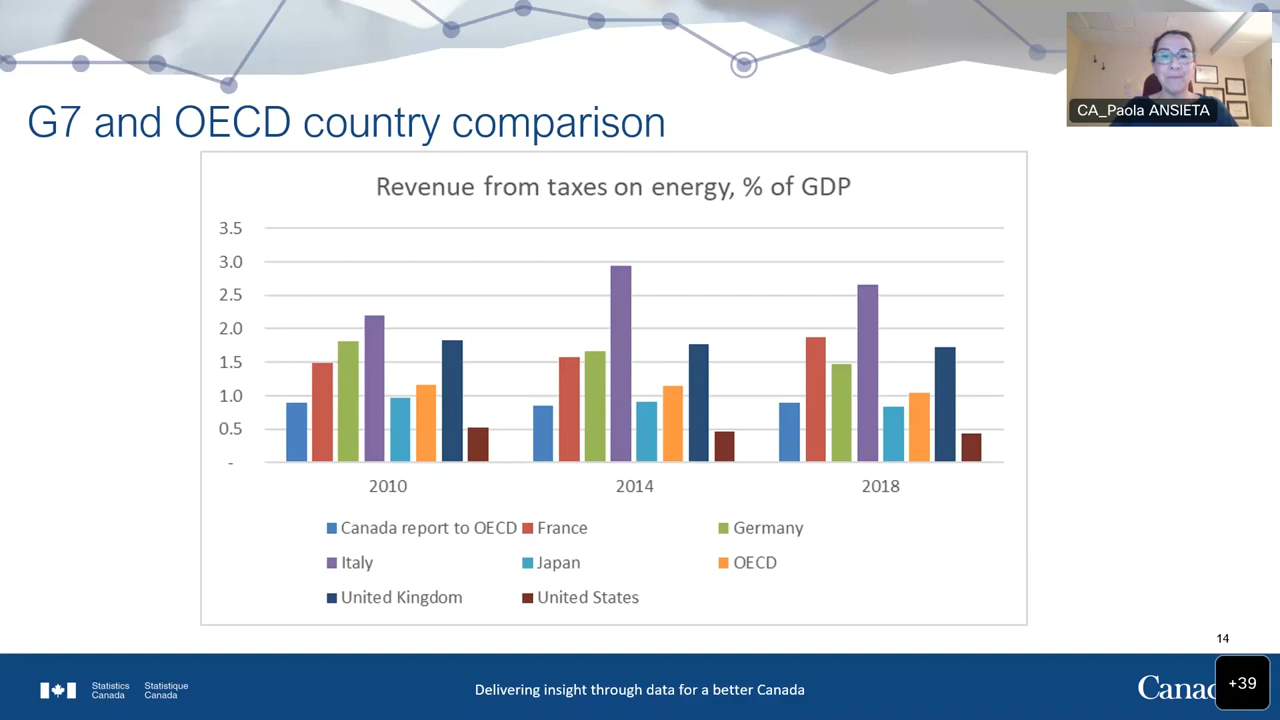 CA_Paola ANSIETA
G7 and OECD country comparison
Revenue from taxes on energy, % of GDP
3.5
3.0
2.5
2.0
1.5
1.0
0.5
-
2010 2014 2018
Canada report to OECD France Germany
Italy Japan OECD
United Kingdom United States
14
Statistics Statistique
Canada Canada
Delivering insight through data for a better Canada
Canad
+39